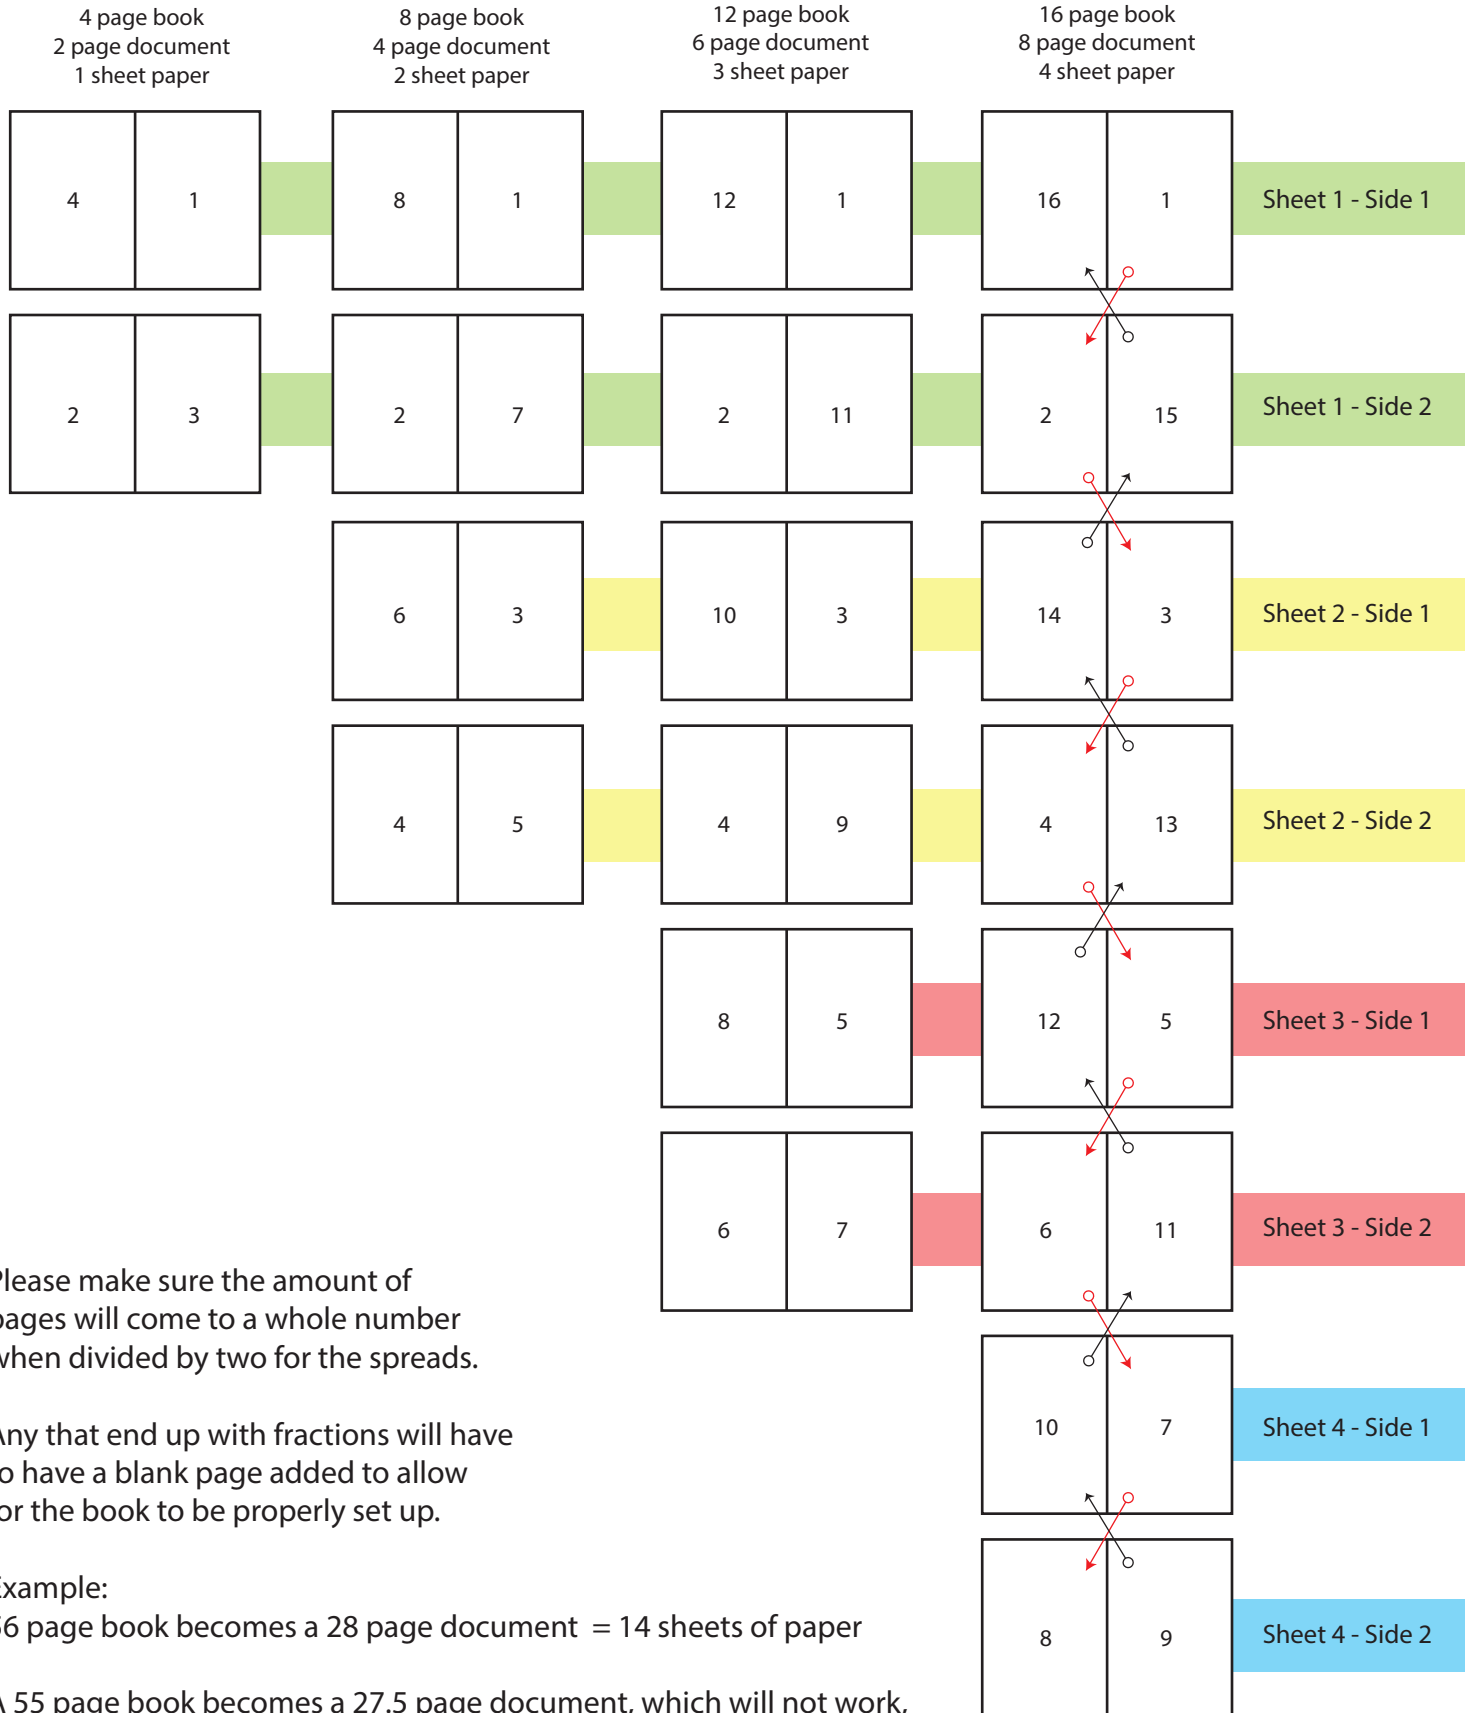 4 page book
2 page document
1 sheet paper
8 page book
4 page document
2 sheet paper
12 page book
6 page document
3 sheet paper
16 page book
8 page document
4 sheet paper
4 1 8 1 12 1 16 1 Sheet 1 - Side 1
2 3 2 7 2 11 2 15 Sheet 1 - Side 2
6 3 10 3 14 3 Sheet 2 - Side 1
4 5 4 9 4 13 Sheet 2 - Side 2
8 5 12 5 Sheet 3 - Side 1
6 7 6 11 Sheet 3 - Side 2
10 7 Sheet 4 - Side 1
8 9 Sheet 4 - Side 2
Please make sure the amount of
pages will come to a whole number
when divided by two for the spreads.
Any that end up with fractions will have
to have a blank page added to allow
for the book to be properly set up.
Example:
56 page book becomes a 28 page document = 14 sheets of paper
A 55 page book becomes a 27.5 page document, which will not work,